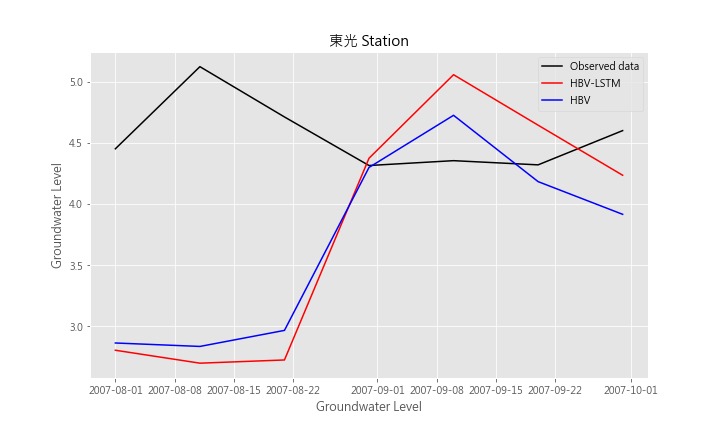 東光 Station
Observed data
HBV-LSTM
HBV
Groundwater Level
5.0
4.5
4.0
3.5
3.0
2007-08-01 2007-08-08 2007-08-15 2007-08-22 2007-09-01 2007-09-08 2007-09-15 2007-09-22 2007-10-01
Groundwater Level